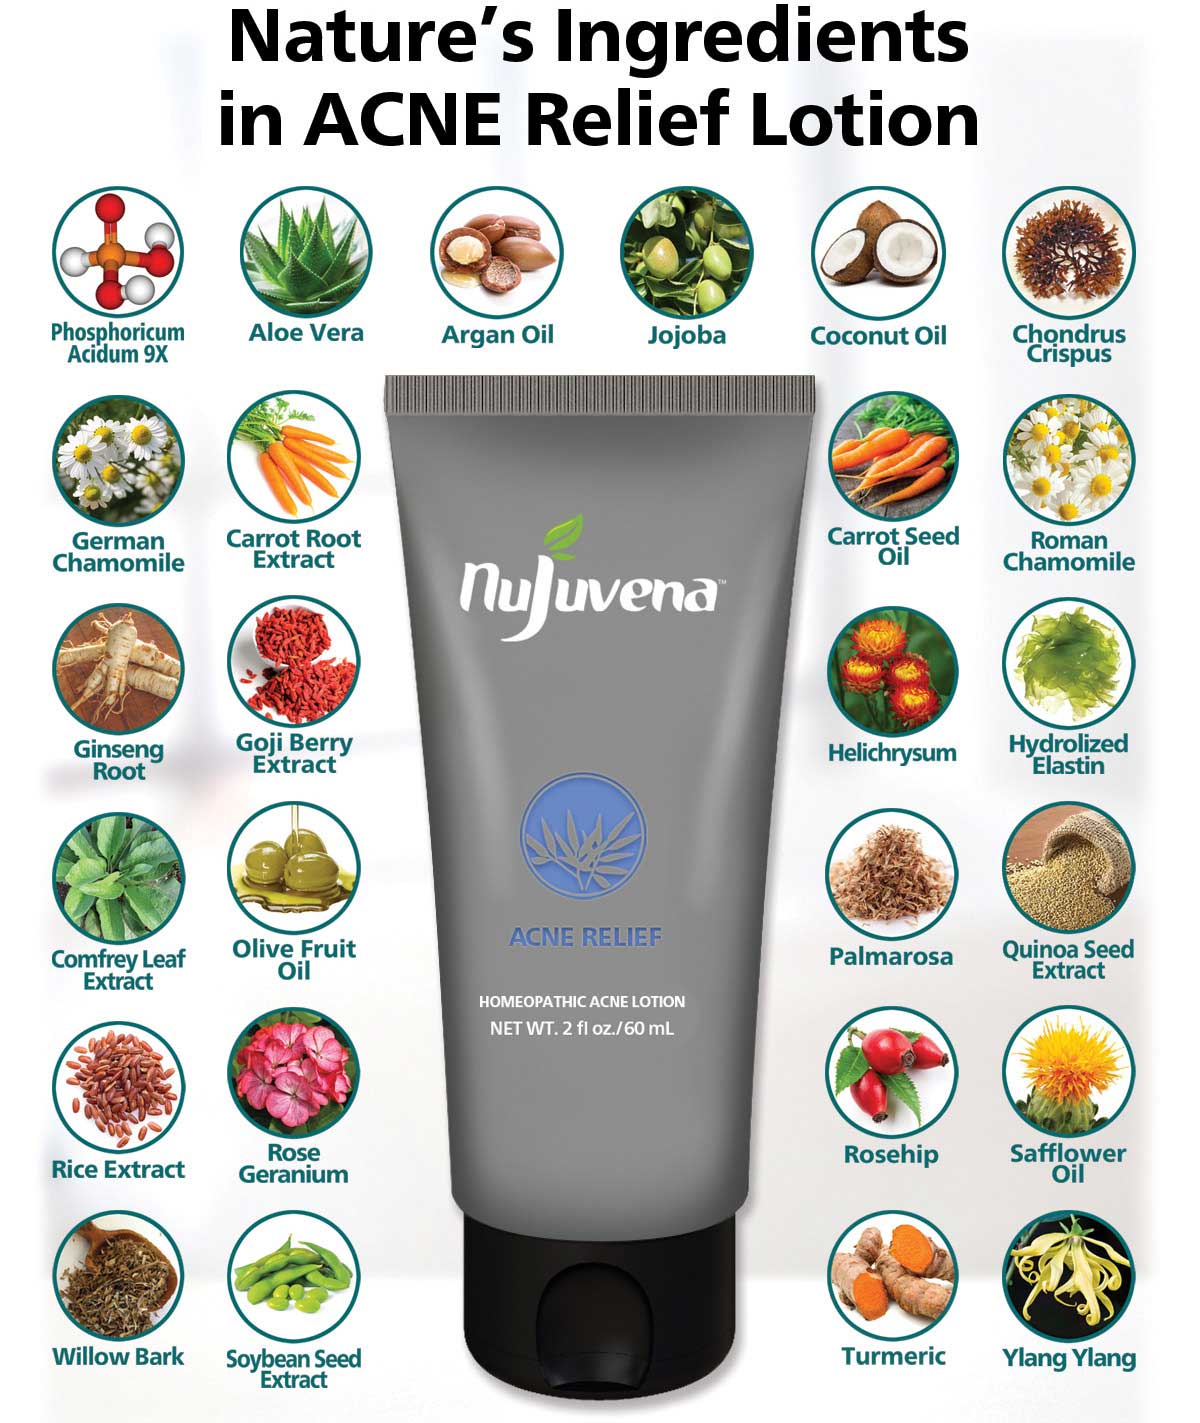 Nature's Ingredients
in ACNE Relief Lotion
Phosphoricum
Acidum 9X
Aloe Vera
Argan Oil
Jojoba
Coconut Oil
Chondrus
Crispus
German
Chamomile
Carrot Root
Extract
Carrot Seed
Oil
Roman
Chamomile
NuJuvena™
Ginseng
Root
Goji Berry
Extract
Helichrysum
Hydrolized
Elastin
Comfrey Leaf
Extract
Olive Fruit
Oil
ACNE RELIEF
Palmarosa
Quinoa Seed
Extract
HOMEOPATHIC ACNE LOTION
NET WT. 2 fl oz./60 mL
Rice Extract
Rose
Geranium
Rosehip
Safflower
Oil
Willow Bark
Soybean Seed
Extract
Turmeric
Ylang Ylang